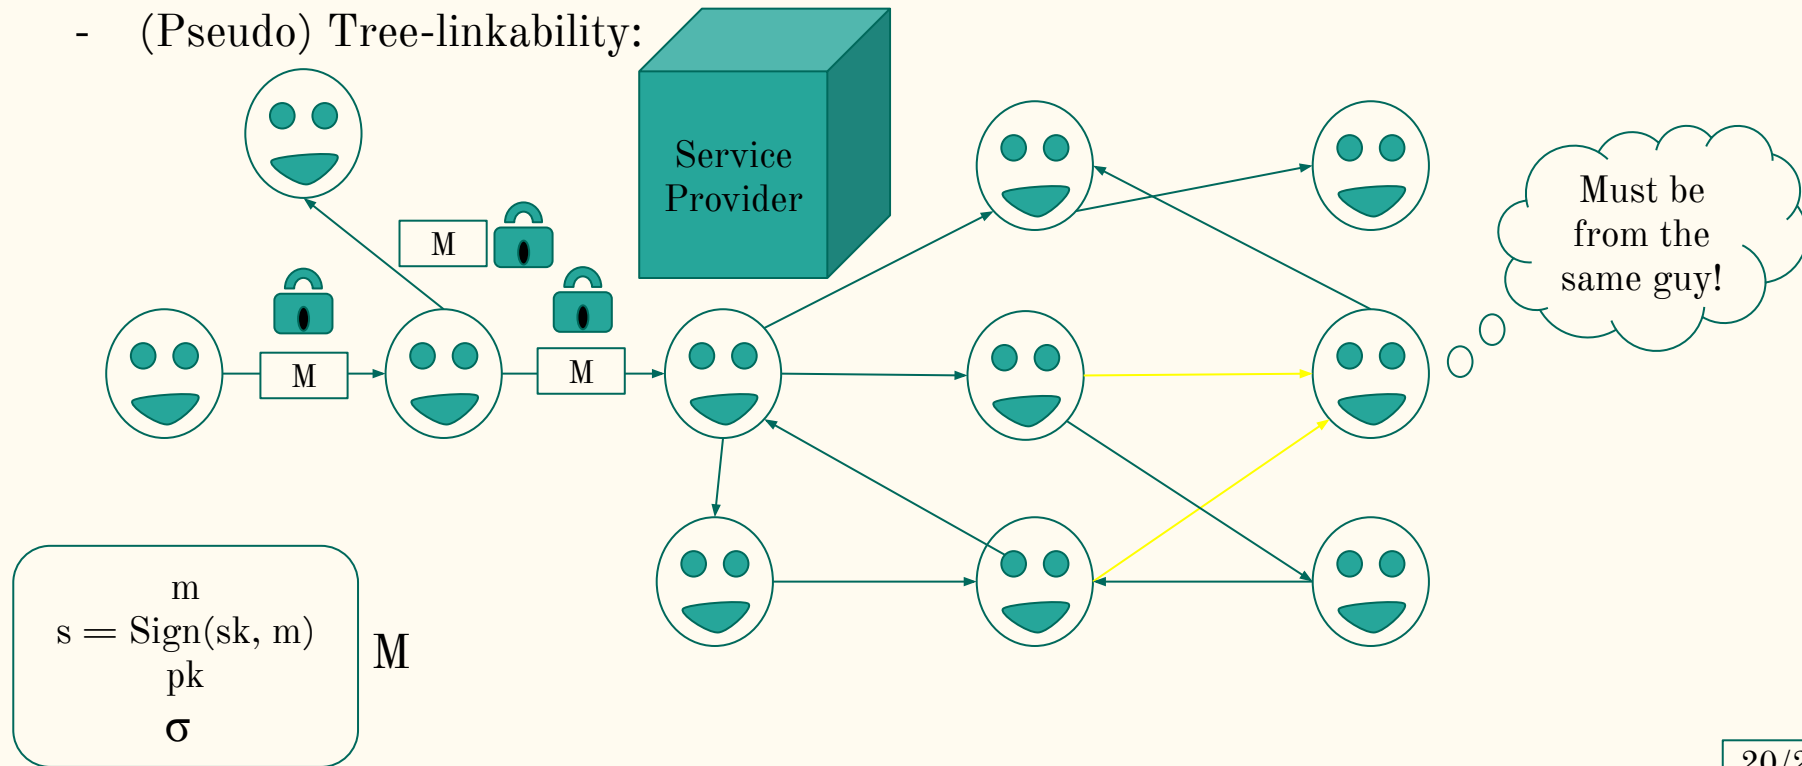 - (Pseudo) Tree-linkability:
Service
Provider
Must be
from the
same guy!
M
M
M
m
s = Sign(sk, m)
pk
σ
M